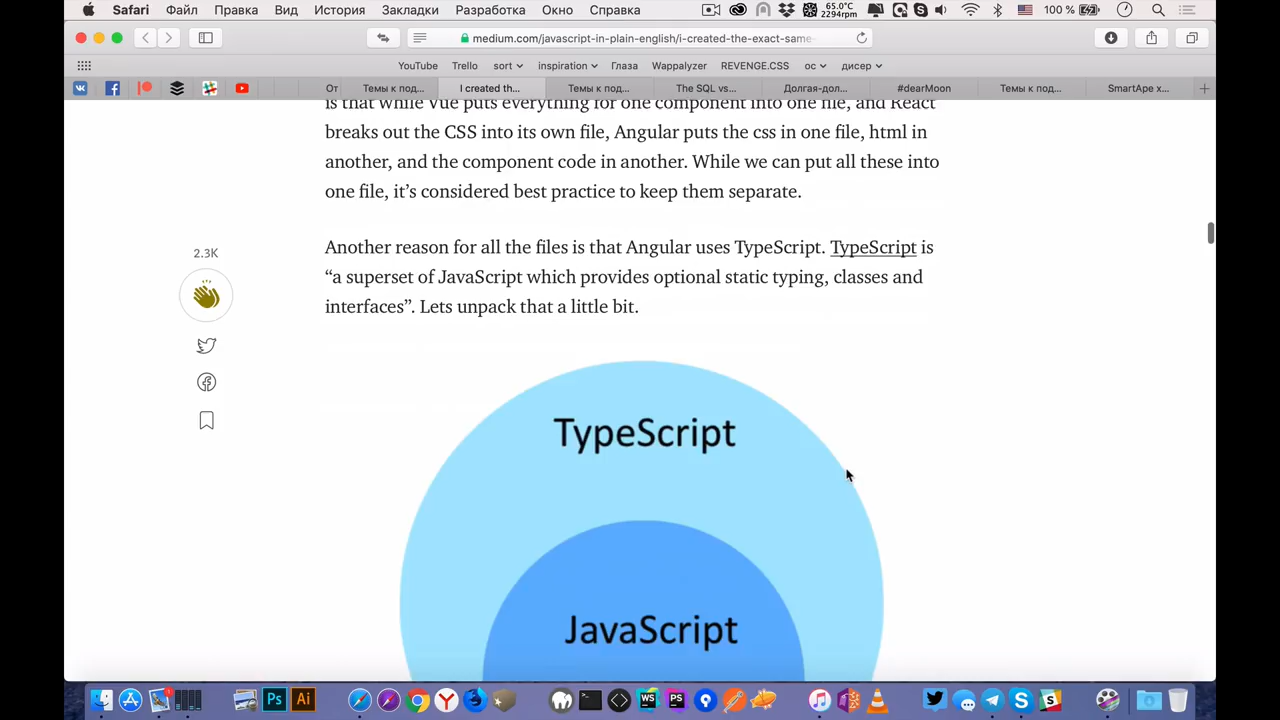 Safari Файл Правка Вид История Закладки Разработка Окно Справка 65.0°C 2294rpm 100 %
medium.com/javascript-in-plain-english/i-created-the-exact-same-
YouTube Trello sort inspiration Глаза Wappalyzer REVENGE.CSS ос дисер
От Темы к под... I created th... Темы к под... The SQL vs... Долгая-дол... #dearMoon Темы к под... SmartApe x...
is that while Vue puts everything for one component into one file, and React
breaks out the CSS into its own file, Angular puts the css in one file, html in
another, and the component code in another. While we can put all these into
one file, it’s considered best practice to keep them separate.
Another reason for all the files is that Angular uses TypeScript. TypeScript is
“a superset of JavaScript which provides optional static typing, classes and
interfaces”. Lets unpack that a little bit.
2.3K
TypeScript
JavaScript
Ps Ai WS PS